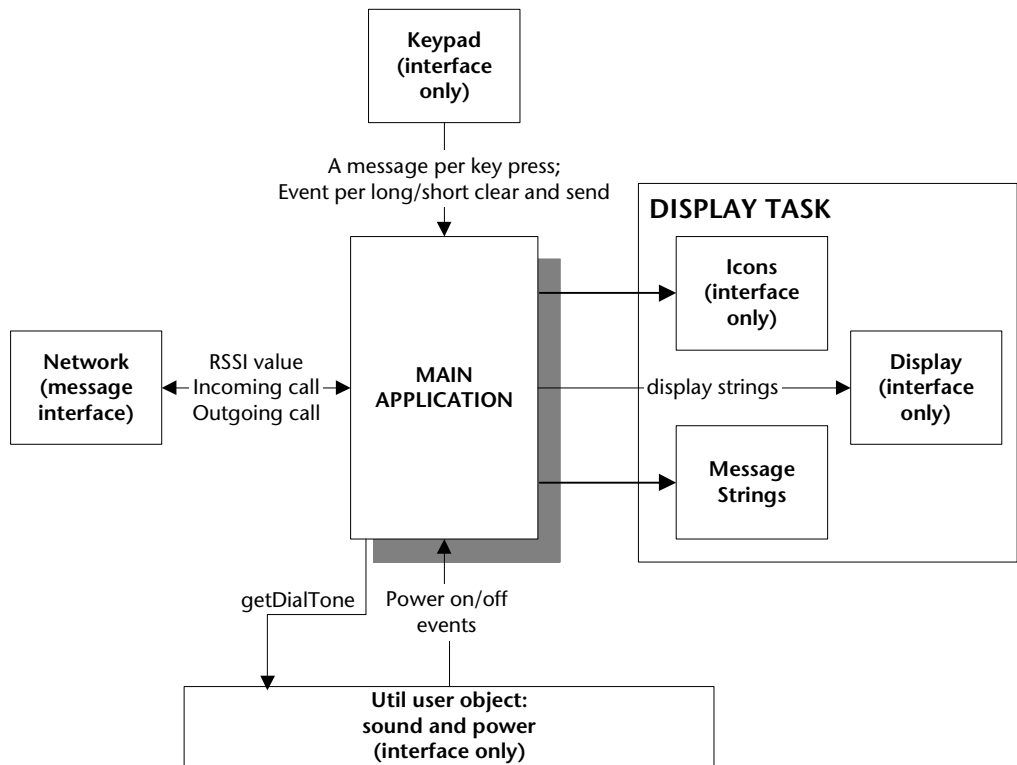 Keypad
(interface
only)
A message per key press;
Event per long/short clear and send
DISPLAY TASK
Icons
(interface
only)
Network
(message
interface)
RSSI value
Incoming call
Outgoing call
MAIN
APPLICATION
display strings
Display
(interface
only)
Message
Strings
getDialTone
Power on/off
events
Util user object:
sound and power
(interface only)